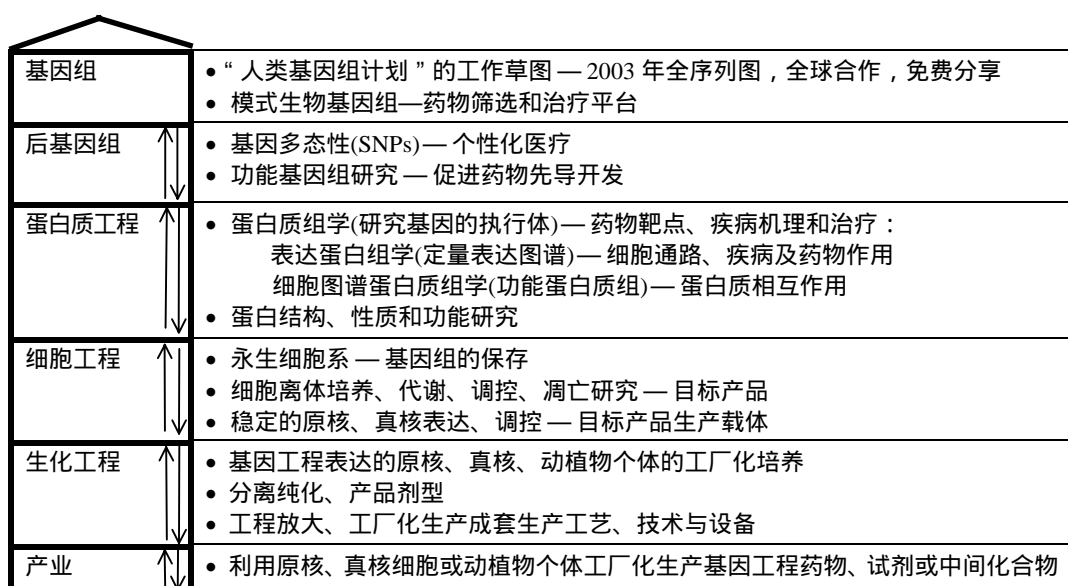 基因组
•“ 人类基因组计划 ”的工作草图 — 2003 年全序列图，全球合作，免费分享
• 模式生物基因组—药物筛选和治疗平台
后基因组
• 基因多态性(SNPs)— 个性化医疗
• 功能基因组研究 — 促进药物先导开发
蛋白质工程
• 蛋白质组学(研究基因的执行体)— 药物靶点、疾病机理和治疗：
表达蛋白组学(定量表达图谱)— 细胞通路、疾病及药物作用
细胞图谱蛋白质组学(功能蛋白质组)— 蛋白质相互作用
• 蛋白结构、性质和功能研究
细胞工程
• 永生细胞系 — 基因组的保存
• 细胞离体培养、代谢、调控、凋亡研究 — 目标产品
• 稳定的原核、真核表达、调控 — 目标产品生产载体
生化工程
• 基因工程表达的原核、真核、动植物个体的工厂化培养
• 分离纯化、产品剂型
• 工程放大、工厂化生产成套生产工艺、技术与设备
产业
• 利用原核、真核细胞或动植物个体工厂化生产基因工程药物、试剂或中间化合物